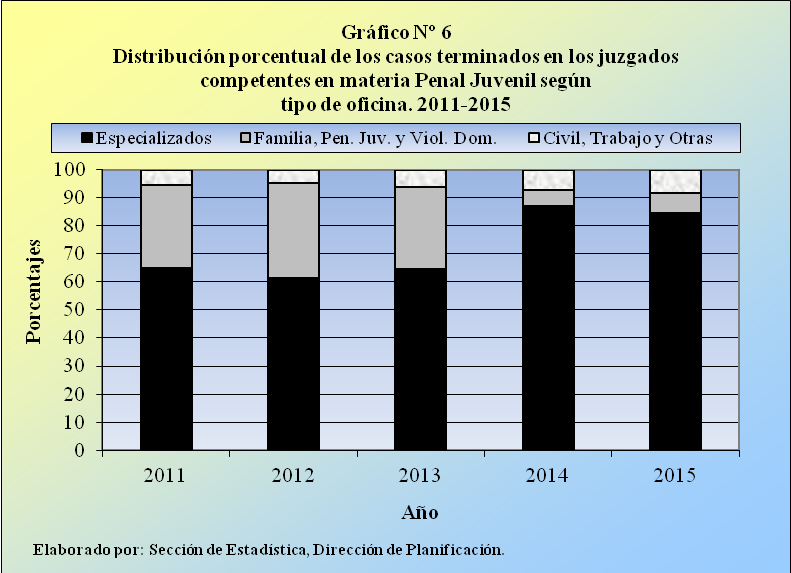 Gráfico Nº 6
Distribución porcentual de los casos terminados en los juzgados
competentes en materia Penal Juvenil según
tipo de oficina. 2011-2015
Especializados Familia, Pen. Juv. y Viol. Dom. Civil, Trabajo y Otras
100
90
80
70
60
50
40
30
20
10
0
Porcentajes
2011 2012 2013 2014 2015
Año
Elaborado por: Sección de Estadística, Dirección de Planificación.